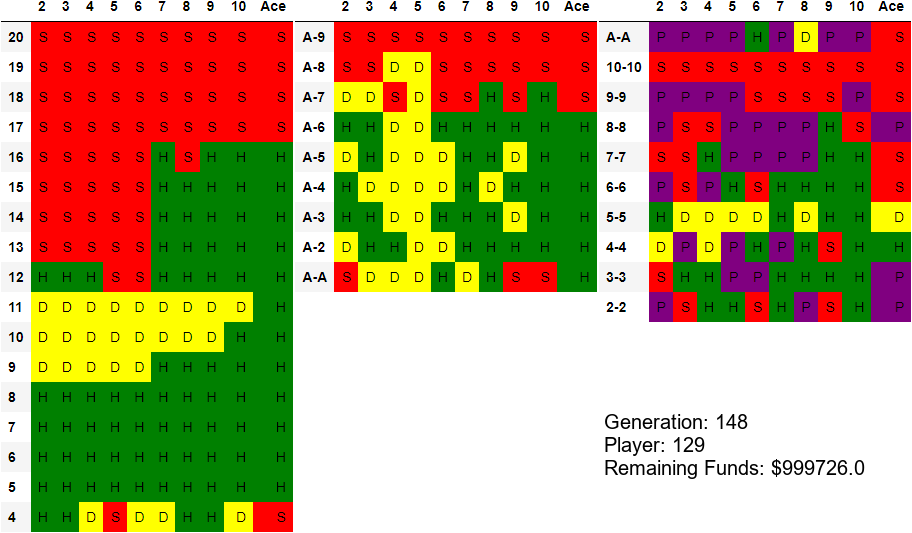 2 3 4 5 6 7 8 9 10 Ace
20 S S S S S S S S S S
19 S S S S S S S S S S
18 S S S S S S S S S S
17 S S S S S S S S S S
16 S S S S S H S H H H
15 S S S S S H H H H H
14 S S S S S H H H H H
13 S S S S S H H H H H
12 H H H S S H H H H H
11 D D D D D D D D D H
10 D D D D D D D D H H
9 D D D D D H H H H H
8 H H H H H H H H H H
7 H H H H H H H H H H
6 H H H H H H H H H H
5 H H H H H H H H H H
4 H H D S D D H H D S
2 3 4 5 6 7 8 9 10 Ace
A-9 S S S S S S S S S S
A-8 S S D D S S S S S S
A-7 D D S D S S H S H S
A-6 H H D D H H H H H H
A-5 D H D D D H H D H H
A-4 H D D D D H D H H H
A-3 H H D D H H H D H H
A-2 D H H D D H H H H H
A-A S D D D H D H S S H
2 3 4 5 6 7 8 9 10 Ace
A-A P P P P H P D P P S
10-10 S S S S S S S S S S
9-9 P P P P S S S S P S
8-8 P S S P P P P H S P
7-7 S S H P P P P H H S
6-6 P S P H S H H H H S
5-5 H D D D D H D H H D
4-4 D P D P H P H S H H
3-3 S H H P P H H H H P
2-2 P S H H S H P S H P
Generation: 148
Player: 129
Remaining Funds: $999726.0